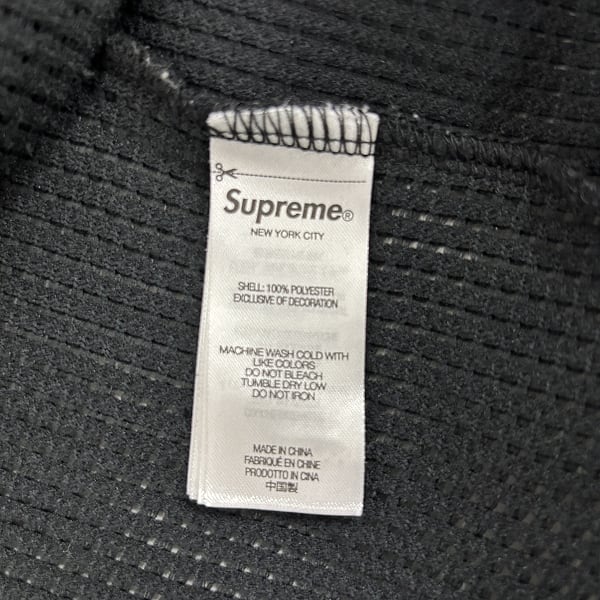 Supreme®
NEW YORK CITY
SHELL: 100% POLYESTER
EXCLUSIVE OF DECORATION
MACHINE WASH COLD WITH
LIKE COLORS
DO NOT BLEACH
TUMBLE DRY LOW
DO NOT IRON
MADE IN CHINA
FABRIQUÉ EN CHINE
PRODOTTO IN CINA
中国製